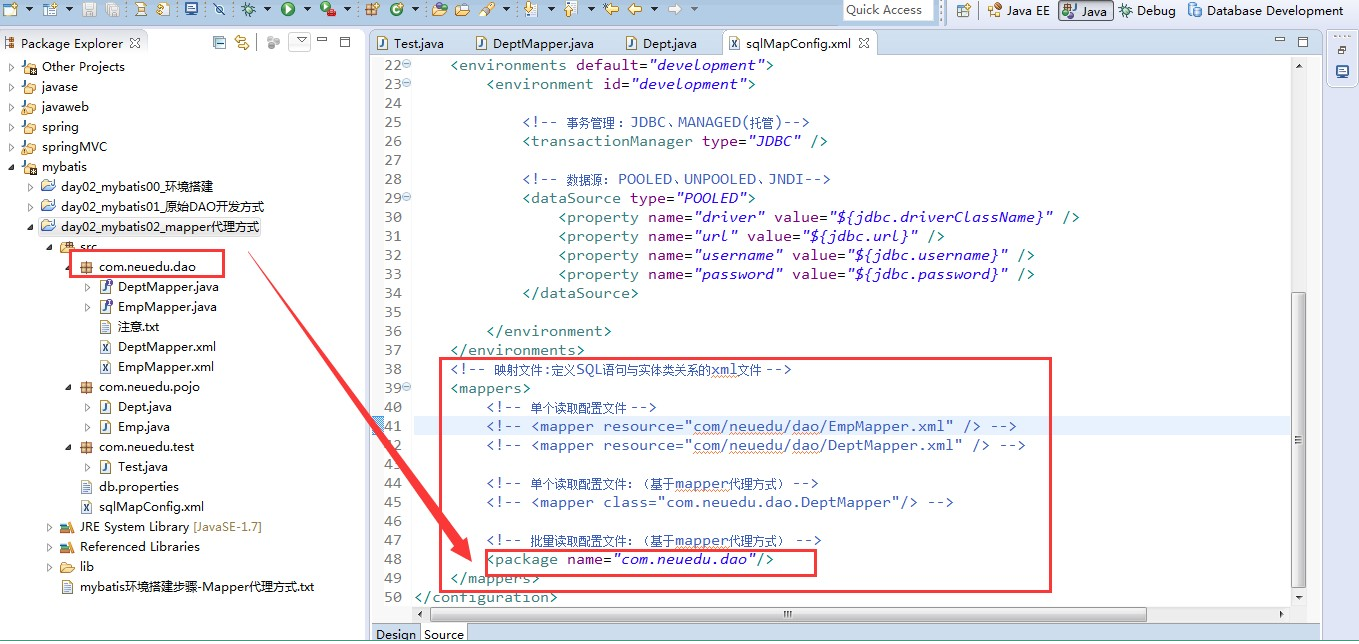 Quick Access
Java EE
Java
Debug
Database Development
Package Explorer
Other Projects
javase
javaweb
spring
springMVC
mybatis
day02_mybatis00_环境搭建
day02_mybatis01_原始DAO开发方式
day02_mybatis02_mapper代理方式
src
com.neuedu.dao
DeptMapper.java
EmpMapper.java
注意.txt
DeptMapper.xml
EmpMapper.xml
com.neuedu.pojo
Dept.java
Emp.java
com.neuedu.test
Test.java
db.properties
sqlMapConfig.xml
JRE System Library [JavaSE-1.7]
Referenced Libraries
lib
mybatis环境搭建步骤-Mapper代理方式.txt
Test.java
DeptMapper.java
Dept.java
sqlMapConfig.xml
22 <environments default="development">
23 <environment id="development">
24
25 <!-- 事务管理：JDBC、MANAGED(托管)-->
26 <transactionManager type="JDBC" />
27
28 <!-- 数据源：POOLED、UNPOOLED、JNDI-->
29 <dataSource type="POOLED">
30 <property name="driver" value="${jdbc.driverClassName}" />
31 <property name="url" value="${jdbc.url}" />
32 <property name="username" value="${jdbc.username}" />
33 <property name="password" value="${jdbc.password}" />
34 </dataSource>
35
36 </environment>
37 </environments>
38 <!-- 映射文件:定义SQL语句与实体类关系的xml文件 -->
39 <mappers>
40 <!-- 单个读取配置文件 -->
41 <!-- <mapper resource="com/neuedu/dao/EmpMapper.xml" /> -->
42 <!-- <mapper resource="com/neuedu/dao/DeptMapper.xml" /> -->
43
44 <!-- 单个读取配置文件：（基于mapper代理方式） -->
45 <!-- <mapper class="com.neuedu.dao.DeptMapper"/> -->
46
47 <!-- 批量读取配置文件：（基于mapper代理方式） -->
48 <package name="com.neuedu.dao"/>
49 </mappers>
50 </configuration>
Design
Source